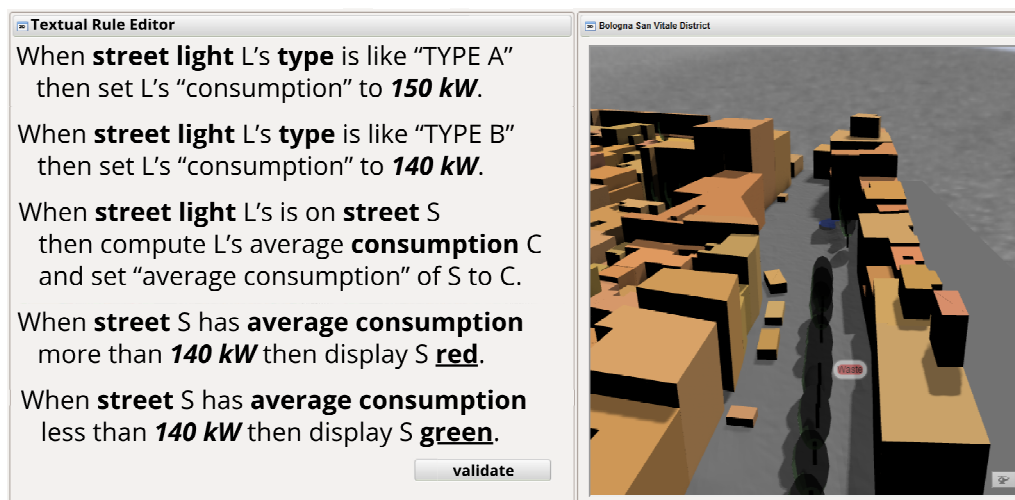 Textual Rule Editor
When street light L's type is like “TYPE A”
then set L's “consumption” to 150 kW.
When street light L's type is like “TYPE B”
then set L's “consumption” to 140 kW.
When street light L's is on street S
then compute L's average consumption C
and set “average consumption” of S to C.
When street S has average consumption
more than 140 kW then display S red.
When street S has average consumption
less than 140 kW then display S green.
validate
Bologna San Vitale District
Waste